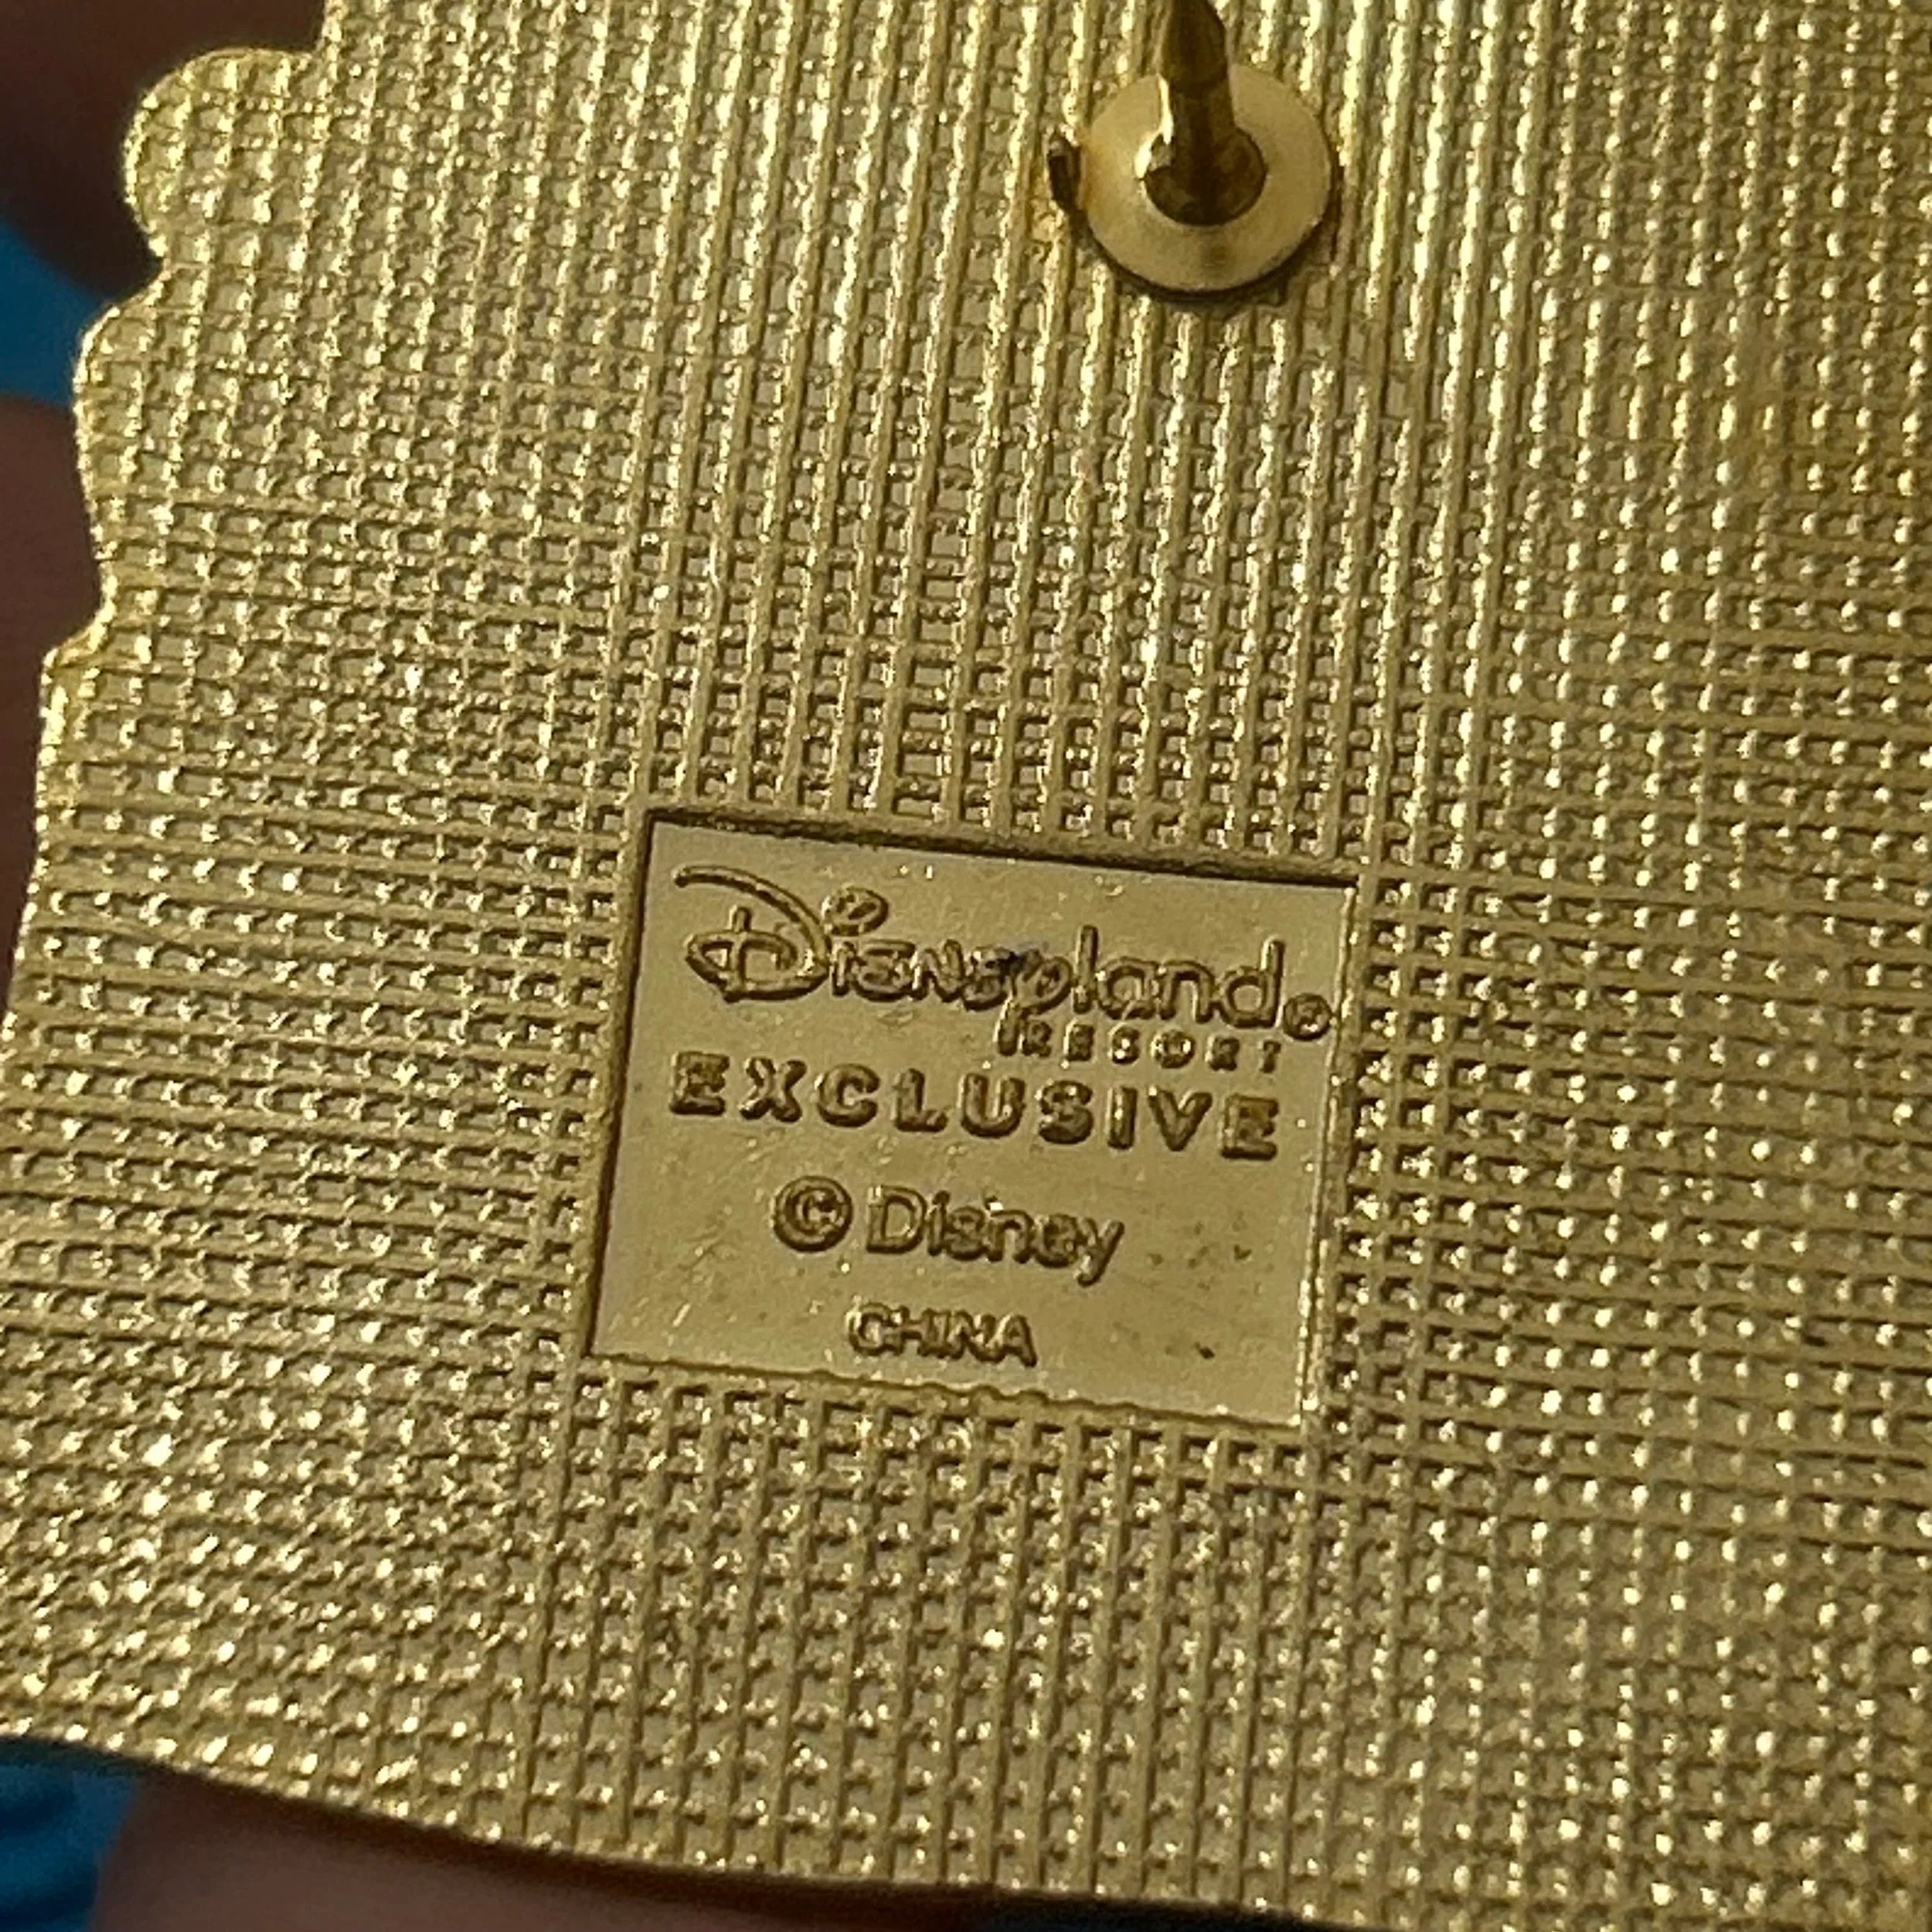 Disneyland®
RESORT
EXCLUSIVE
© Disney
CHINA